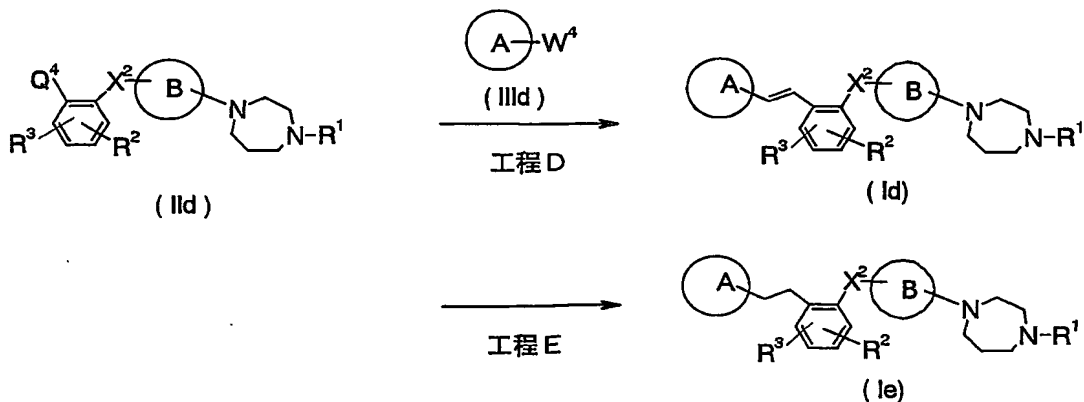 A W⁴
(IIId)
Q⁴ X² B N N-R¹ R³ R²
工程D
A X² B N N-R¹ R³ R²
(IId)
(Id)
工程E
A X² B N N-R¹ R³ R²
(Ie)